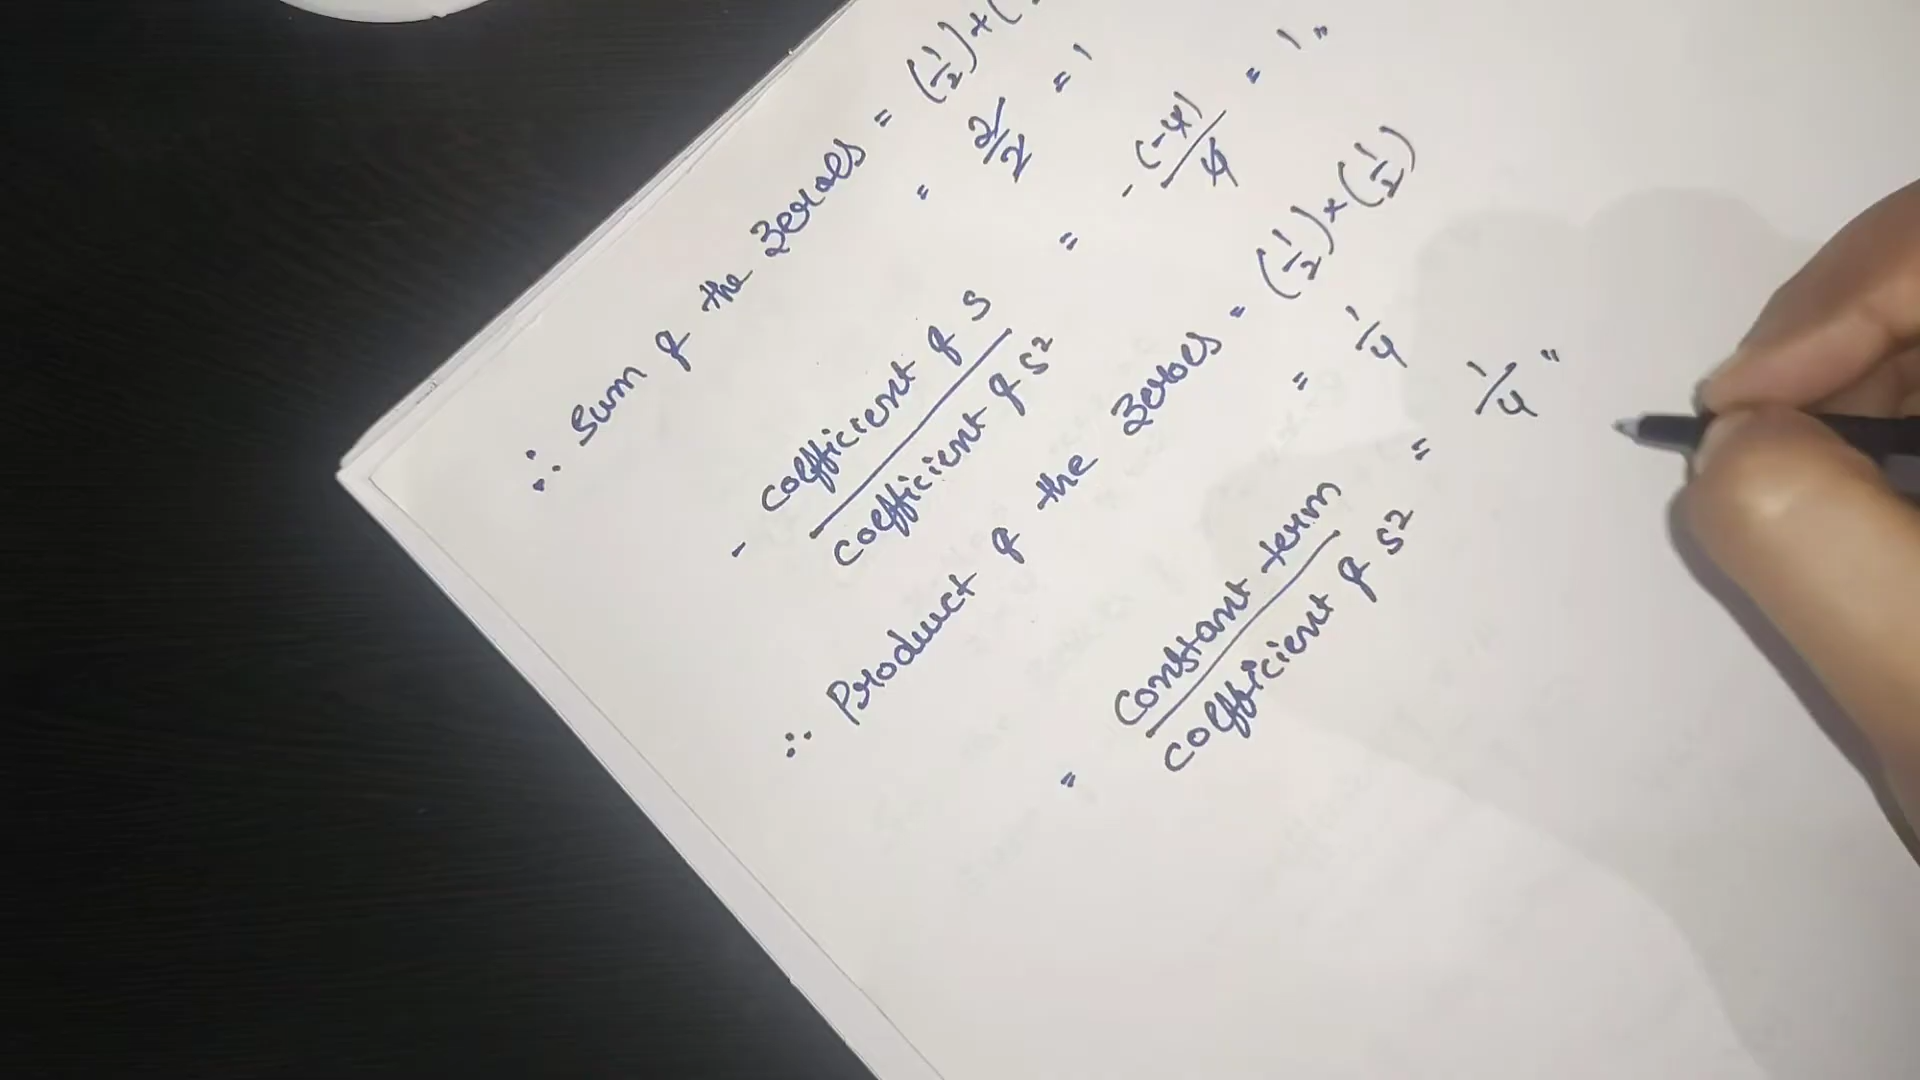 ∴ Sum of the zeroes = (1/2) + (
= 2/2 = 1
- coefficient of s / coefficient of s² = -(-4)/4 = 1 "
∴ Product of the zeroes = (1/2) × (1/2)
= 1/4
= Constant term / coefficient of s² = 1/4 "